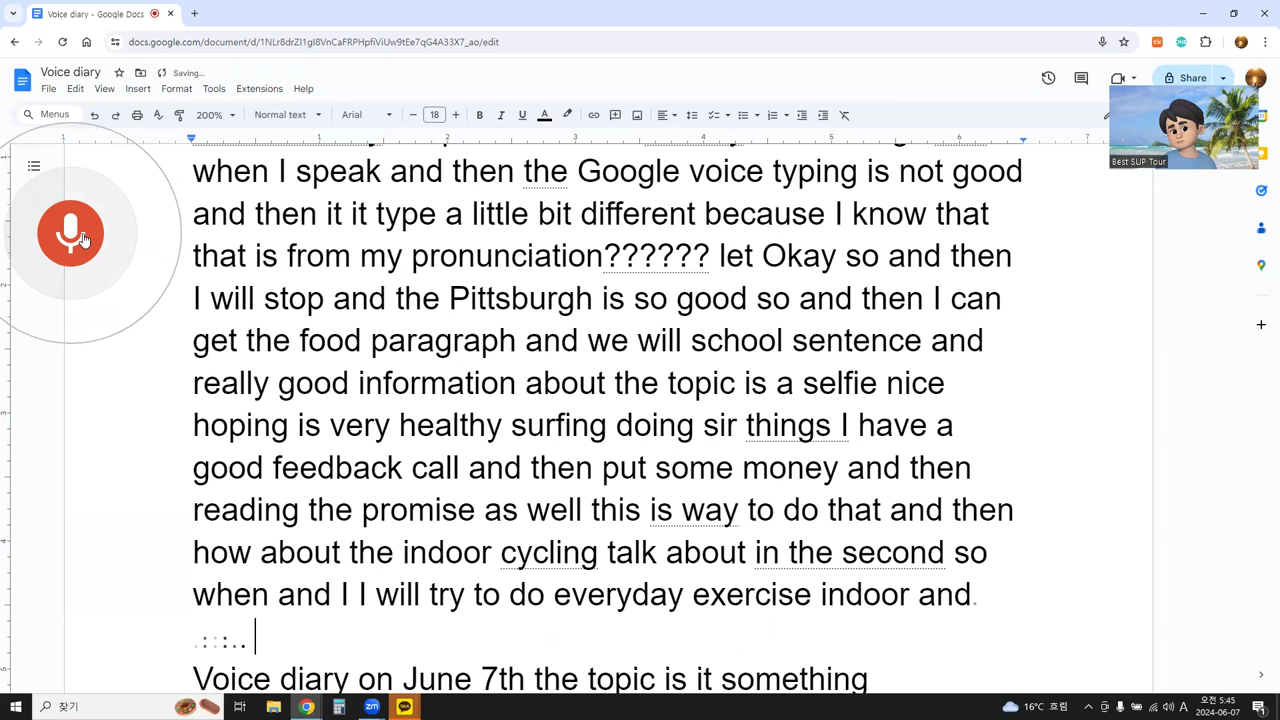 Voice diary - Google Docs
docs.google.com/document/d/1NLr8drZI1gI8VnCaFRPHpfiViUw9tEe7qG4A33X7_ao/edit
Voice diary
Saving...
File Edit View Insert Format Tools Extensions Help
Share
Menus
200%
Normal text
Arial
18
Best SUP Tour
when I speak and then the Google voice typing is not good
and then it it type a little bit different because I know that
that is from my pronunciation?????? let Okay so and then
I will stop and the Pittsburgh is so good so and then I can
get the food paragraph and we will school sentence and
really good information about the topic is a selfie nice
hoping is very healthy surfing doing sir things I have a
good feedback call and then put some money and then
reading the promise as well this is way to do that and then
how about the indoor cycling talk about in the second so
when and I I will try to do everyday exercise indoor and.
Voice diary on June 7th the topic is it something
찾기
16°C 흐림
A
오전 5:45
2024-06-07